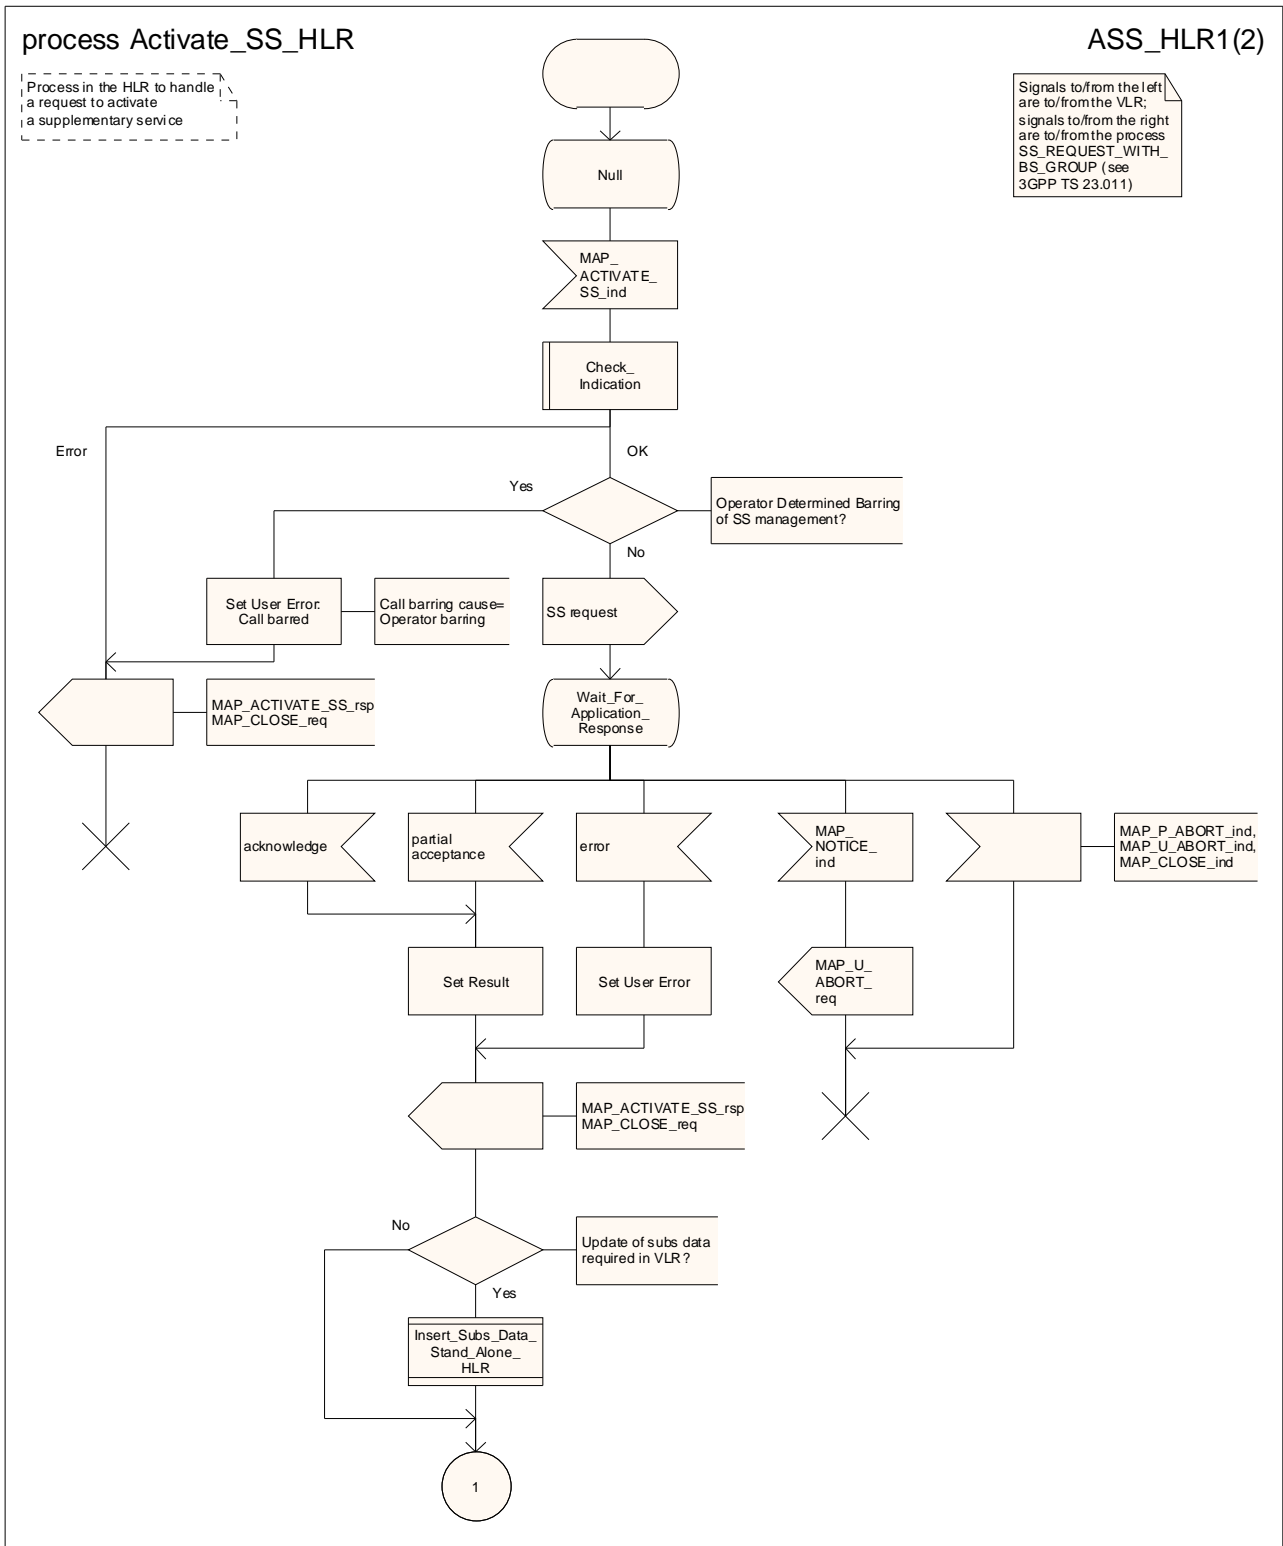 process Activate_SS_HLR
ASS_HLR1(2)
Process in the HLR to handle
a request to activate
a supplementary service
Signals to/from the left
are to/from the VLR;
signals to/from the right
are to/from the process
SS_REQUEST_WITH_
BS_GROUP (see
3GPP TS 23.011)
Null
MAP_
ACTIVATE_
SS_ind
Check_
Indication
Error
OK
Yes
Operator Determined Barring
of SS management?
No
Set User Error:
Call barred
Call barring cause=
Operator barring
SS request
MAP_ACTIVATE_SS_rsp
MAP_CLOSE_req
Wait_For_
Application_
Response
acknowledge
partial
acceptance
error
MAP_
NOTICE_
ind
MAP_P_ABORT_ind,
MAP_U_ABORT_ind,
MAP_CLOSE_ind
Set Result
Set User Error
MAP_U_
ABORT_
req
MAP_ACTIVATE_SS_rsp
MAP_CLOSE_req
No
Update of subs data
required in VLR?
Yes
Insert_Subs_Data_
Stand_Alone_
HLR
1